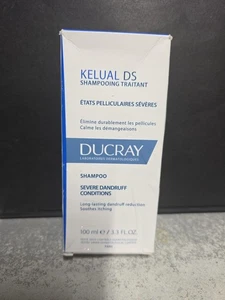 KELUAL DS
SHAMPOOING TRAITANT
ÉTATS PELLICULAIRES SÉVÈRES
Élimine durablement les pellicules
Calme les démangeaisons
DUCRAY
LABORATOIRES DERMATOLOGIQUES
SHAMPOO
SEVERE DANDRUFF
CONDITIONS
Long-lasting dandruff reduction
Soothes itching
100 ml e / 3.3 FL.OZ.